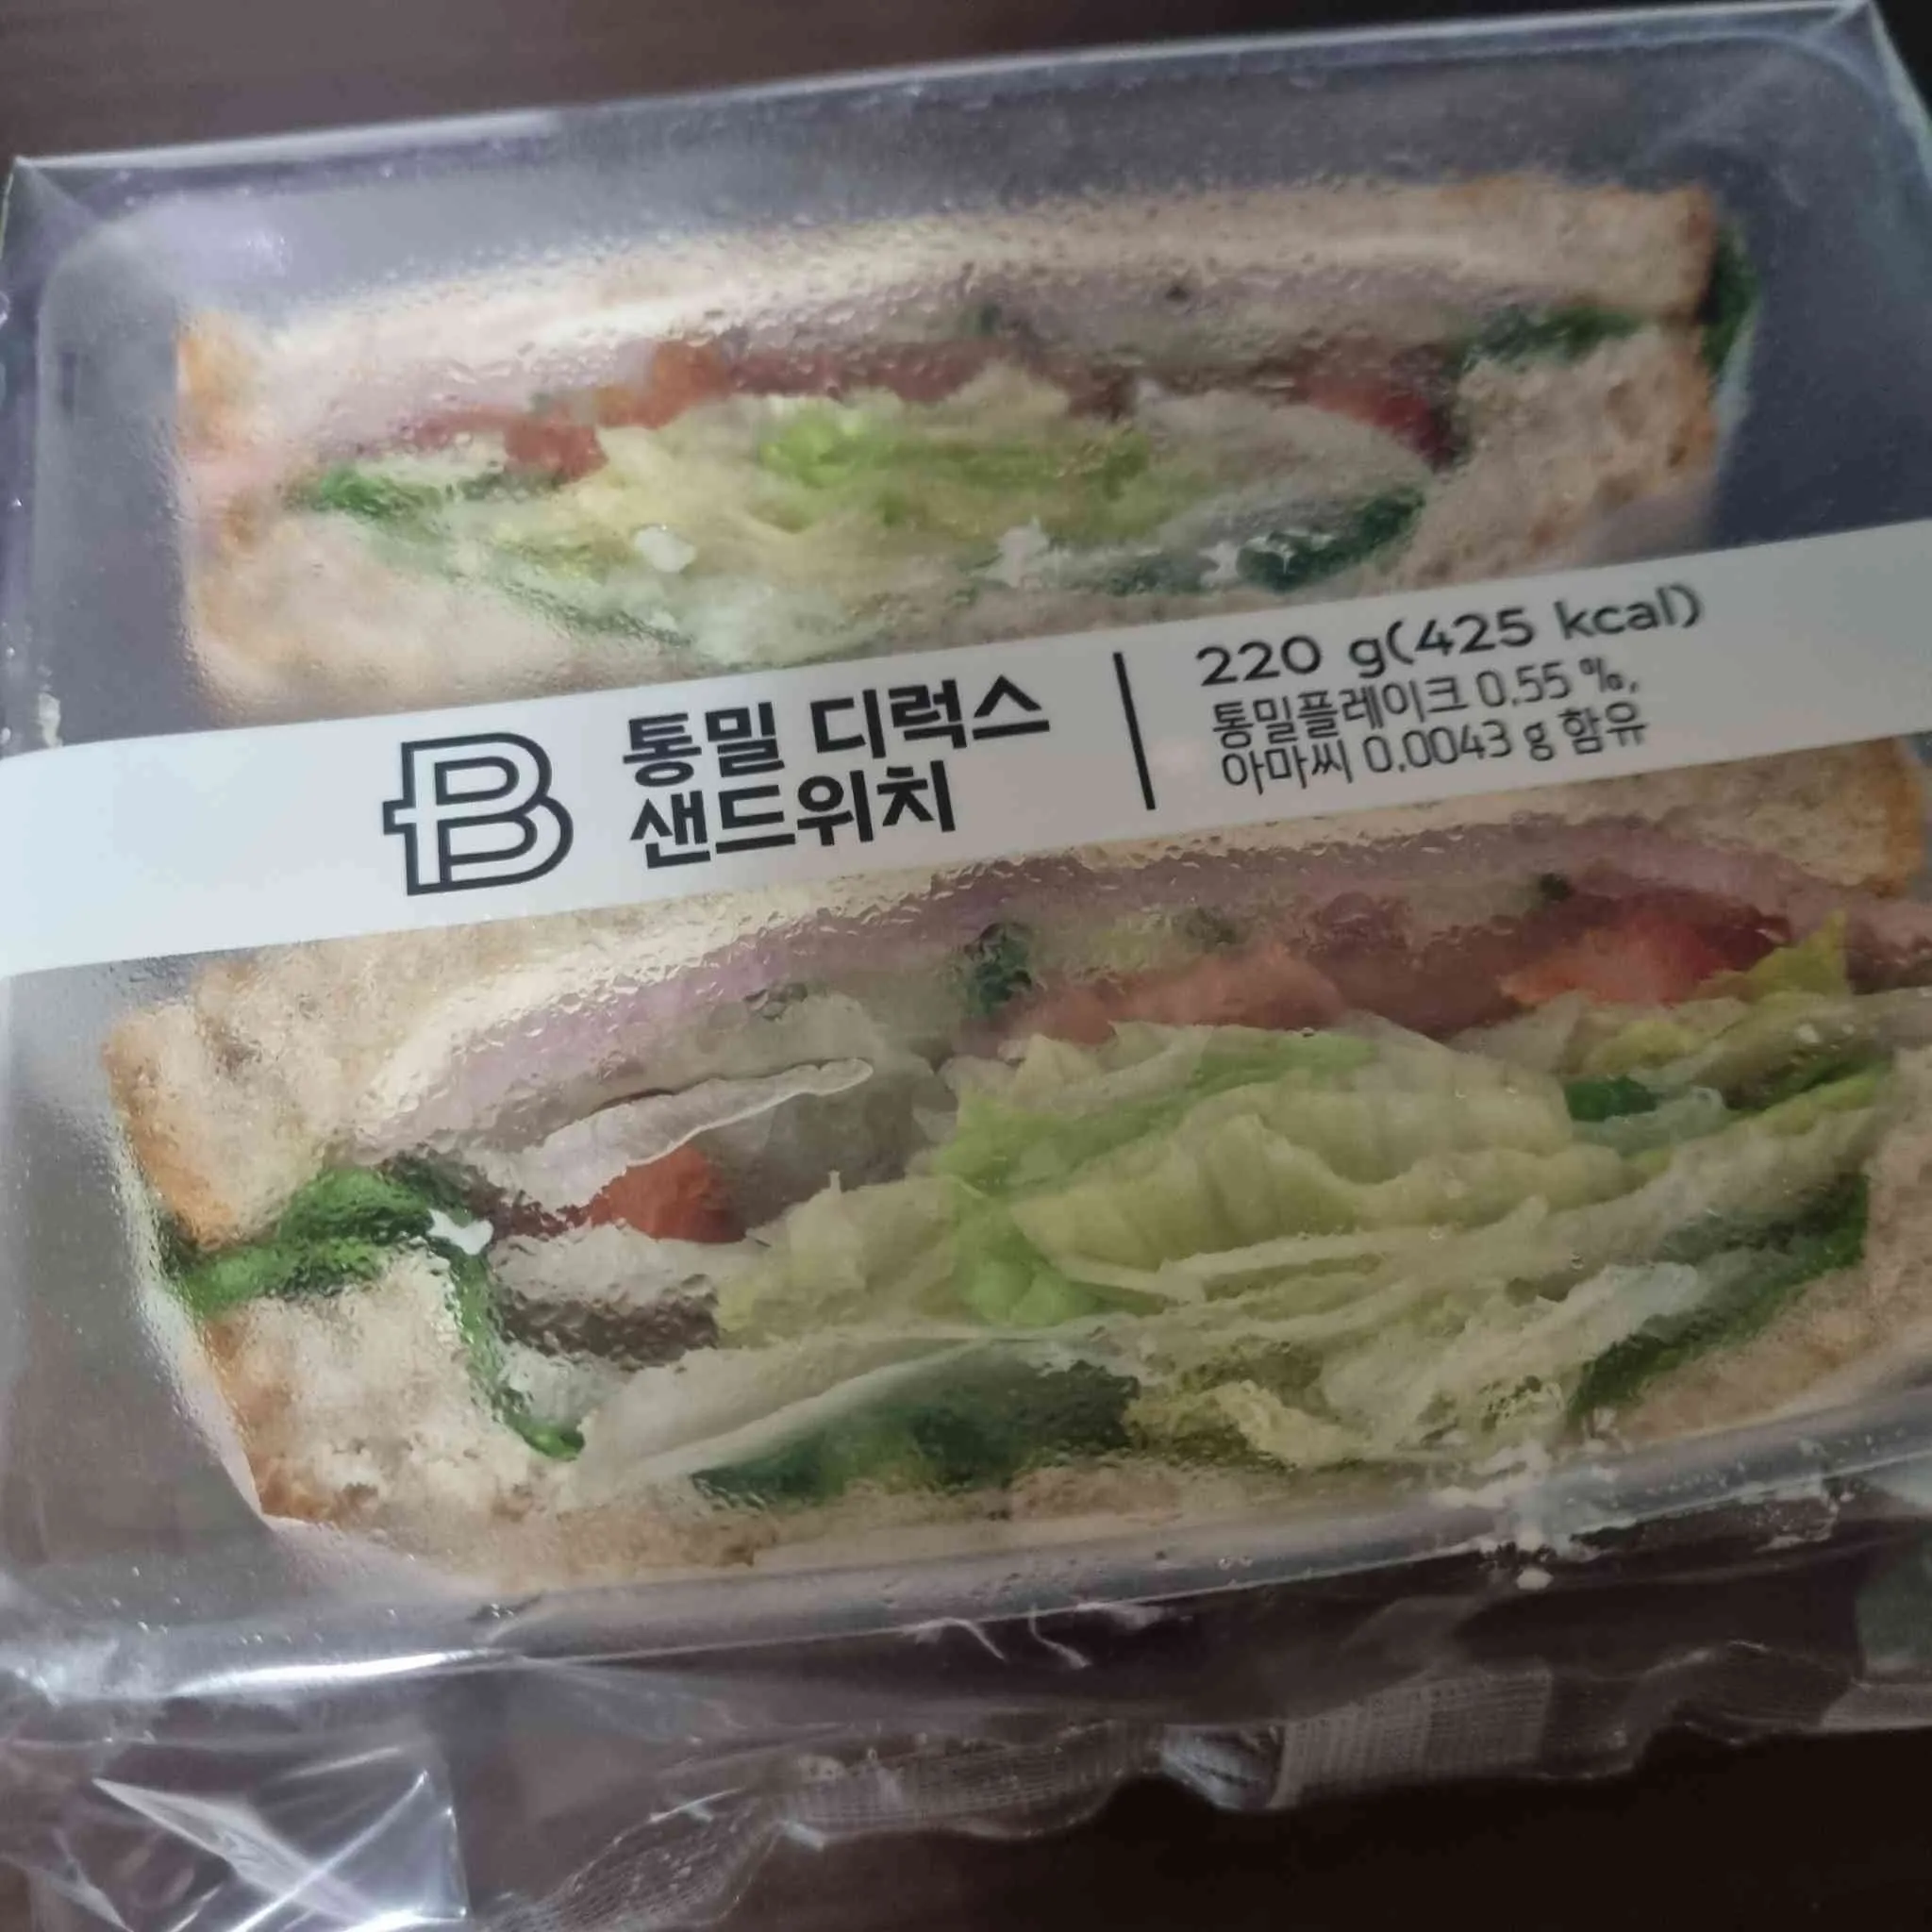 B
통밀 디럭스
샌드위치
220 g(425 kcal)
통밀플레이크 0.55 %,
아마씨 0.0043 g 함유